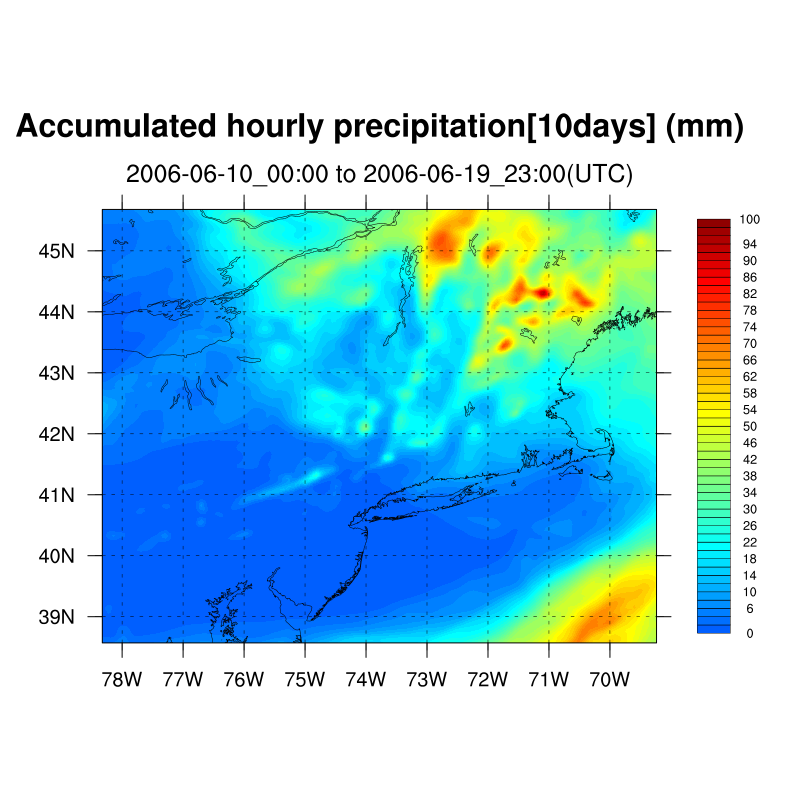 Accumulated hourly precipitation[10days] (mm)
2006-06-10_00:00 to 2006-06-19_23:00(UTC)
45N
44N
43N
42N
41N
40N
39N
78W 77W 76W 75W 74W 73W 72W 71W 70W
100
94
90
86
82
78
74
70
66
62
58
54
50
46
42
38
34
30
26
22
18
14
10
6
0